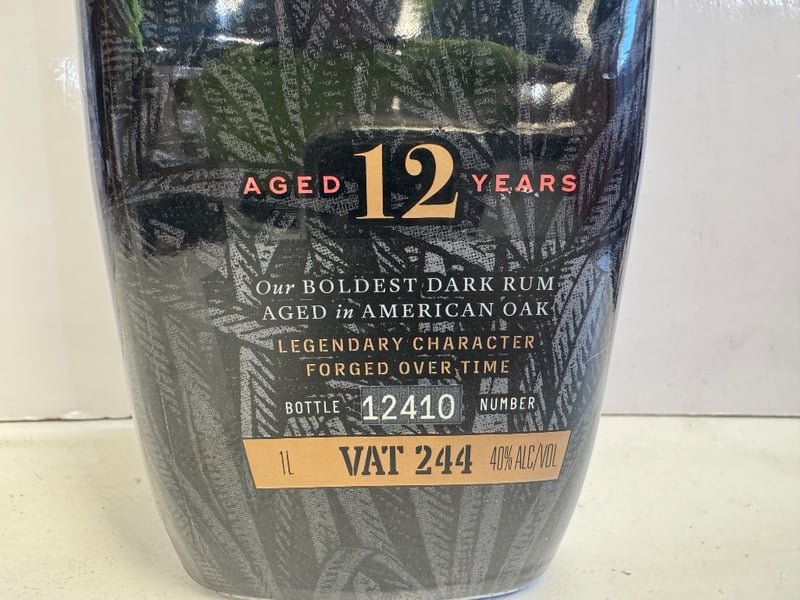 AGED 12 YEARS
Our BOLDEST DARK RUM
AGED in AMERICAN OAK
LEGENDARY CHARACTER
FORGED OVER TIME
BOTTLE 12410 NUMBER
1L VAT 244 40% ALC/VOL